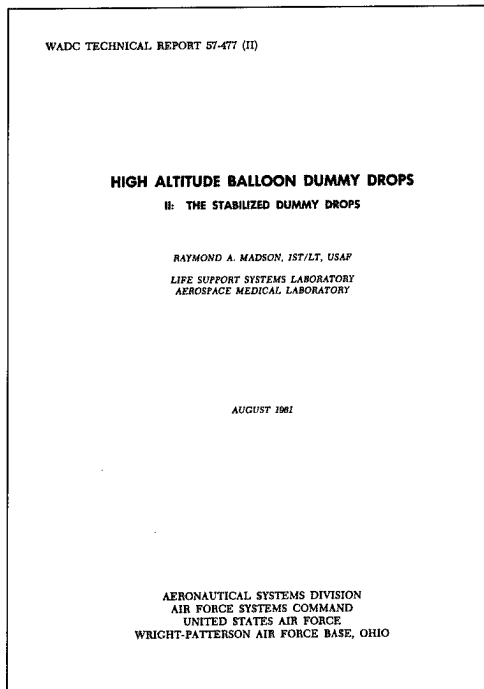 WADC TECHNICAL REPORT 57-477 (II)
HIGH ALTITUDE BALLOON DUMMY DROPS
II: THE STABILIZED DUMMY DROPS
RAYMOND A. MADSON, 1ST/LT, USAF
LIFE SUPPORT SYSTEMS LABORATORY
AEROSPACE MEDICAL LABORATORY
AUGUST 1961
AERONAUTICAL SYSTEMS DIVISION
AIR FORCE SYSTEMS COMMAND
UNITED STATES AIR FORCE
WRIGHT-PATTERSON AIR FORCE BASE, OHIO